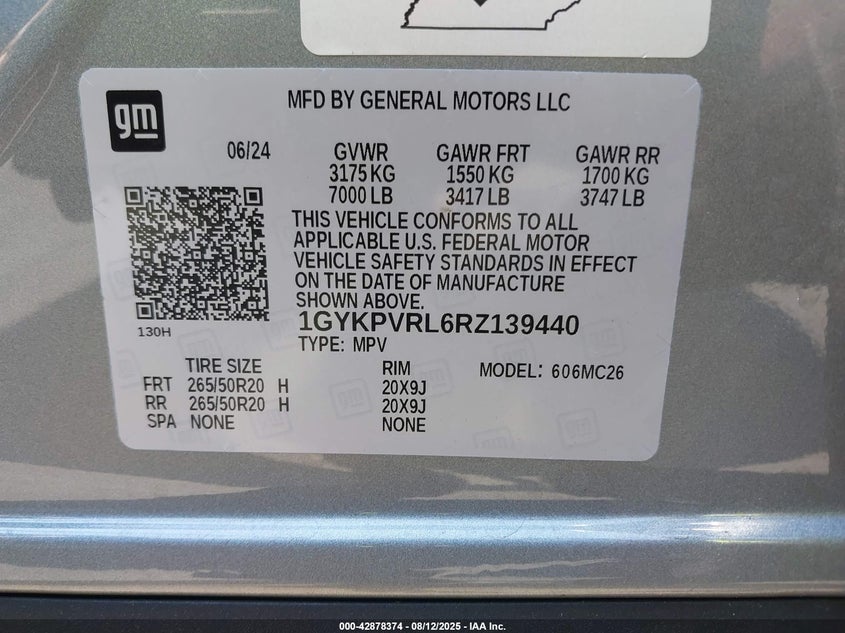 gm
MFD BY GENERAL MOTORS LLC
06/24 GVWR GAWR FRT GAWR RR
3175 KG 1550 KG 1700 KG
7000 LB 3417 LB 3747 LB
THIS VEHICLE CONFORMS TO ALL
APPLICABLE U.S. FEDERAL MOTOR
VEHICLE SAFETY STANDARDS IN EFFECT
ON THE DATE OF MANUFACTURE
SHOWN ABOVE.
130H
1GYKPVRL6RZ139440
TYPE: MPV
TIRE SIZE RIM MODEL: 606MC26
FRT 265/50R20 H 20X9J
RR 265/50R20 H 20X9J
SPA NONE NONE
000-42878374 - 08/12/2025 - IAA Inc.